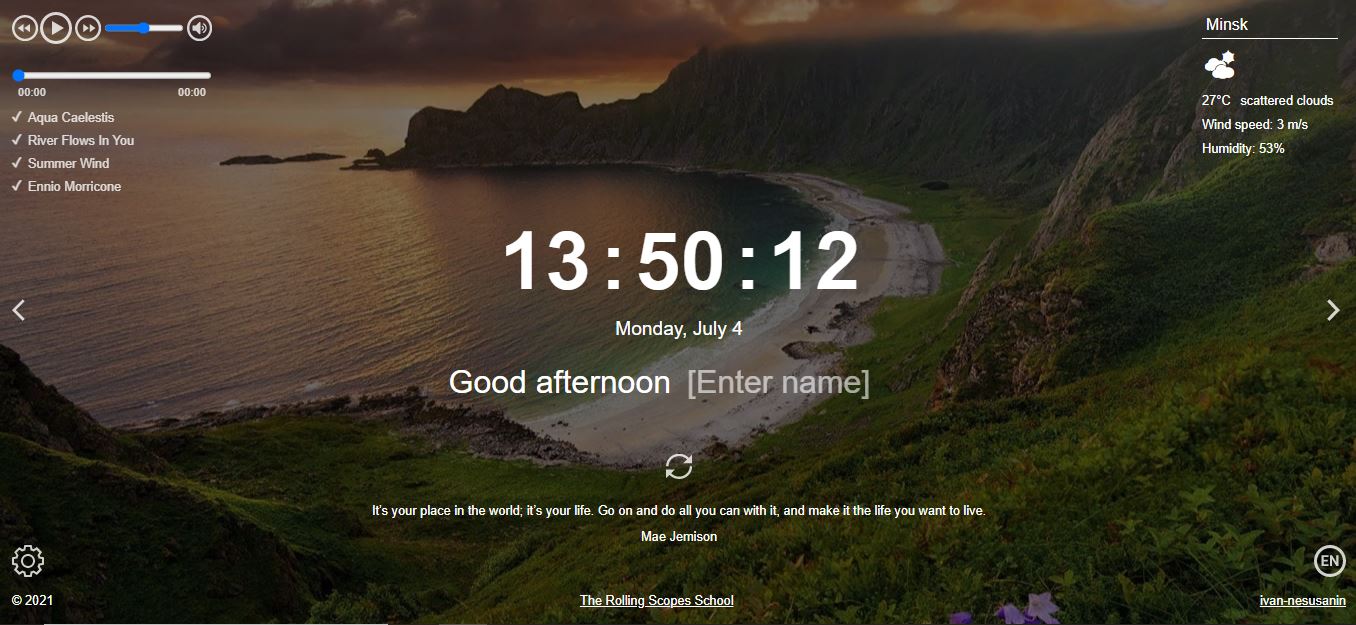 Minsk
27°C scattered clouds
Wind speed: 3 m/s
Humidity: 53%
00:00 00:00
Aqua Caelestis
River Flows In You
Summer Wind
Ennio Morricone
13:50:12
Monday, July 4
Good afternoon [Enter name]
It's your place in the world; it's your life. Go on and do all you can with it, and make it the life you want to live.
Mae Jemison
EN
© 2021
The Rolling Scopes School
ivan-nesusanin